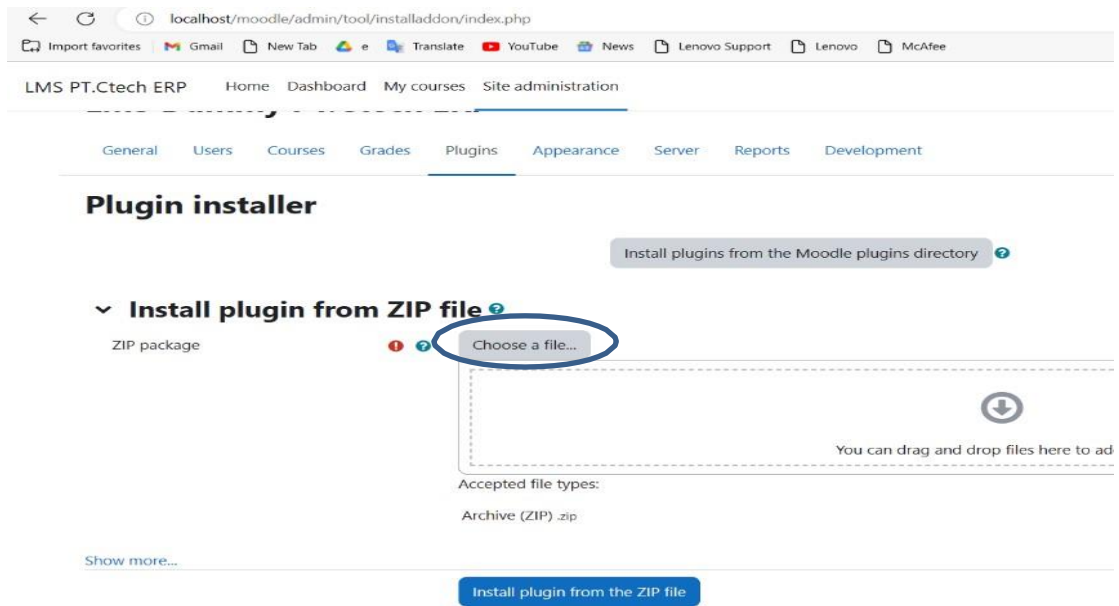 localhost/moodle/admin/tool/installaddon/index.php
Import favorites Gmail New Tab e Translate YouTube News Lenovo Support Lenovo McAfee
LMS PT.Ctech ERP Home Dashboard My courses Site administration
General Users Courses Grades Plugins Appearance Server Reports Development
Plugin installer
Install plugins from the Moodle plugins directory
Install plugin from ZIP file
ZIP package Choose a file...
You can drag and drop files here to ad
Accepted file types:
Archive (ZIP) .zip
Show more...
Install plugin from the ZIP file